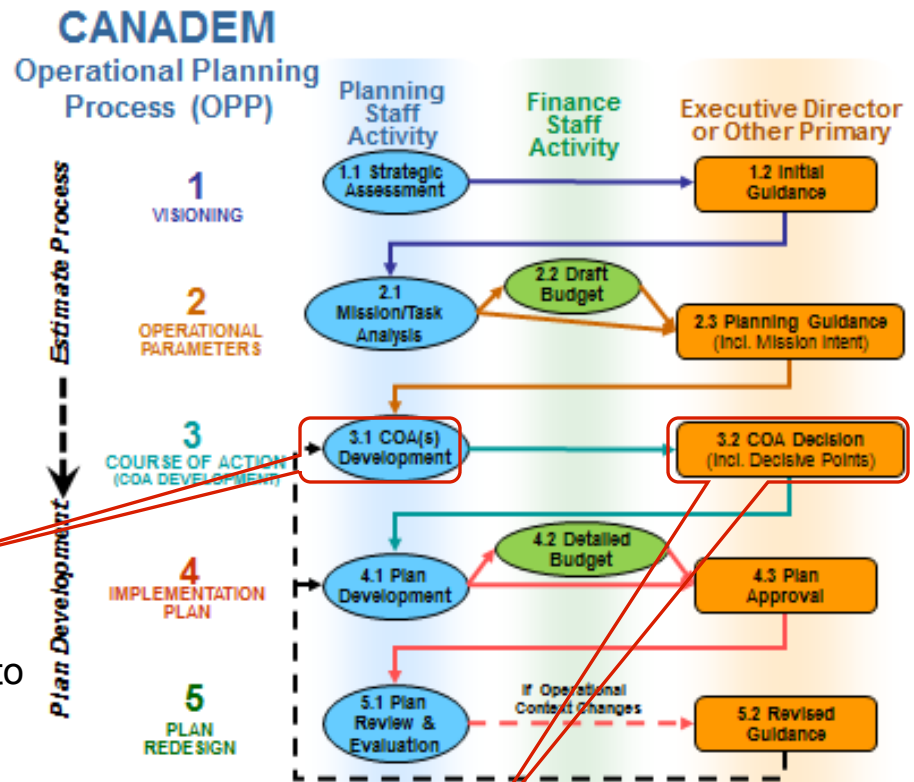 CANADEM
Operational Planning
Process (OPP)
Planning
Staff
Activity
Finance
Staff
Activity
Executive Director
or Other Primary
Estimate Process
Plan Development
1
VISIONING
1.1 Strategic
Assessment
1.2 Initial
Guidance
2
OPERATIONAL
PARAMETERS
2.1
Mission/Task
Analysis
2.2 Draft
Budget
2.3 Planning Guidance
(Incl. Mission Intent)
3
COURSE OF ACTION
(COA DEVELOPMENT)
3.1 COA(s)
Development
3.2 COA Decision
(Incl. Decisive Points)
4
IMPLEMENTATION
PLAN
4.1 Plan
Development
4.2 Detailed
Budget
4.3 Plan
Approval
to
5
PLAN
REDESIGN
5.1 Plan
Review &
Evaluation
If Operational
Context Changes
5.2 Revised
Guidance